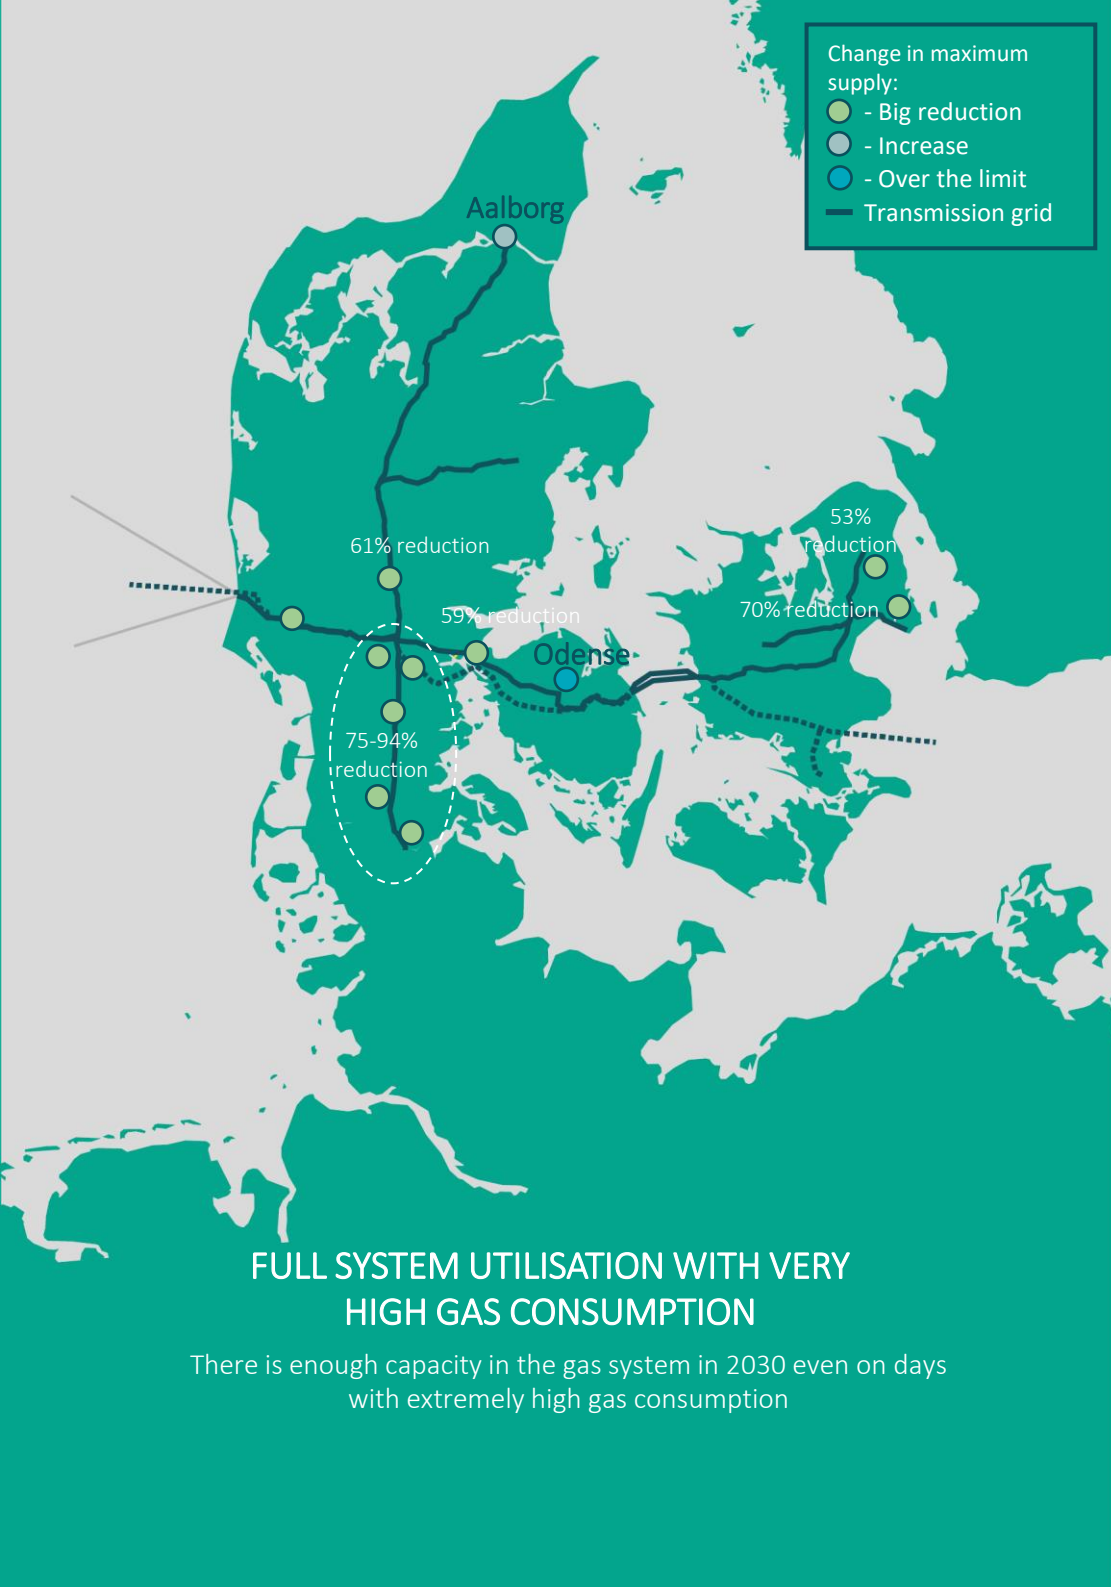 Change in maximum
supply:
- Big reduction
- Increase
- Over the limit
Transmission grid
Aalborg
53%
reduction
61% reduction
70% reduction
59% reduction
Odense
75-94%
reduction
FULL SYSTEM UTILISATION WITH VERY
HIGH GAS CONSUMPTION
There is enough capacity in the gas system in 2030 even on days
with extremely high gas consumption